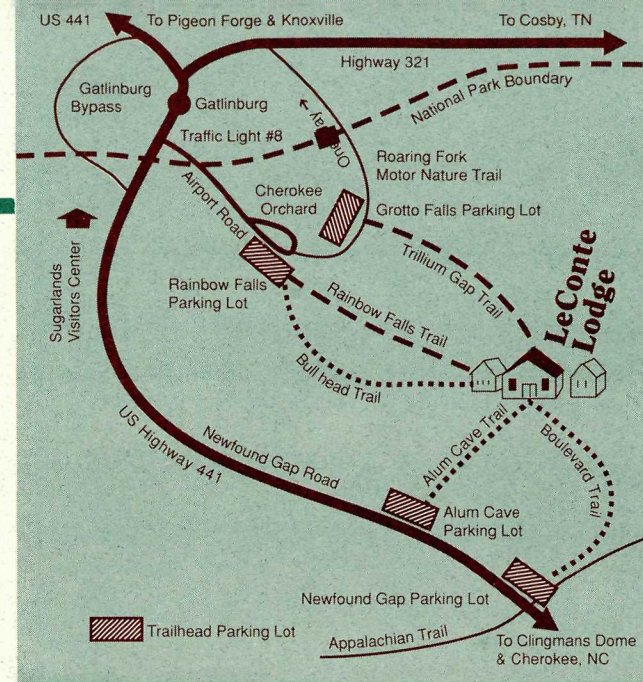 US 441
To Pigeon Forge & Knoxville
To Cosby, TN
Highway 321
National Park Boundary
Gatlinburg
Bypass
Gatlinburg
One Way
Traffic Light #8
Roaring Fork
Motor Nature Trail
Airport Road
Cherokee
Orchard
Grotto Falls Parking Lot
Trillium Gap Trail
LeConte
Lodge
Sugarlands
Visitors Center
Rainbow Falls
Parking Lot
Rainbow Falls Trail
Bull head Trail
US Highway 441
Newfound Gap Road
Alum Cave Trail
Boulevard Trail
Alum Cave
Parking Lot
Newfound Gap Parking Lot
Trailhead Parking Lot
Appalachian Trail
To Clingmans Dome
& Cherokee, NC